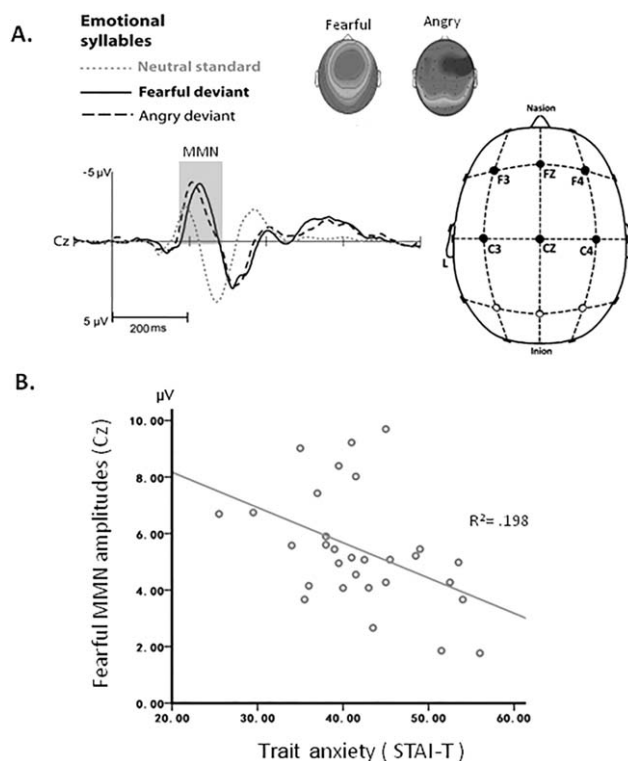 A.
Emotional
syllables
Neutral standard
Fearful deviant
Angry deviant
Fearful
Angry
MMN
-5 µV
Cz
5 µV
200 ms
Nasion
F3
FZ
F4
C3
CZ
C4
L
Inion
B.
µV
10.00
8.00
6.00
4.00
2.00
0.00
Fearful MMN amplitudes (Cz)
R²= .198
20.00 30.00 40.00 50.00 60.00
Trait anxiety ( STAI-T )